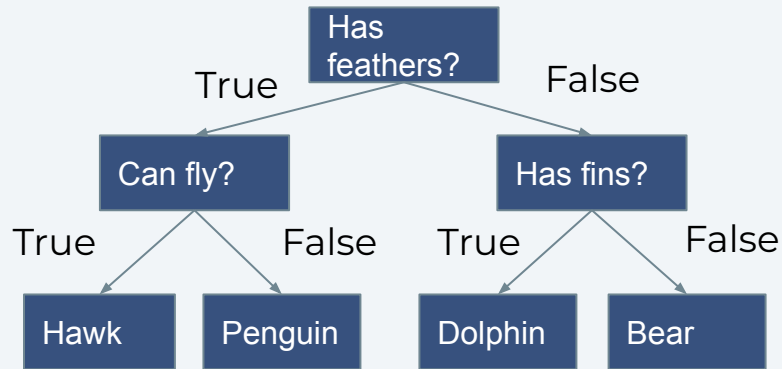 Has
feathers?
True
False
Can fly?
Has fins?
True
False
True
False
Hawk
Penguin
Dolphin
Bear